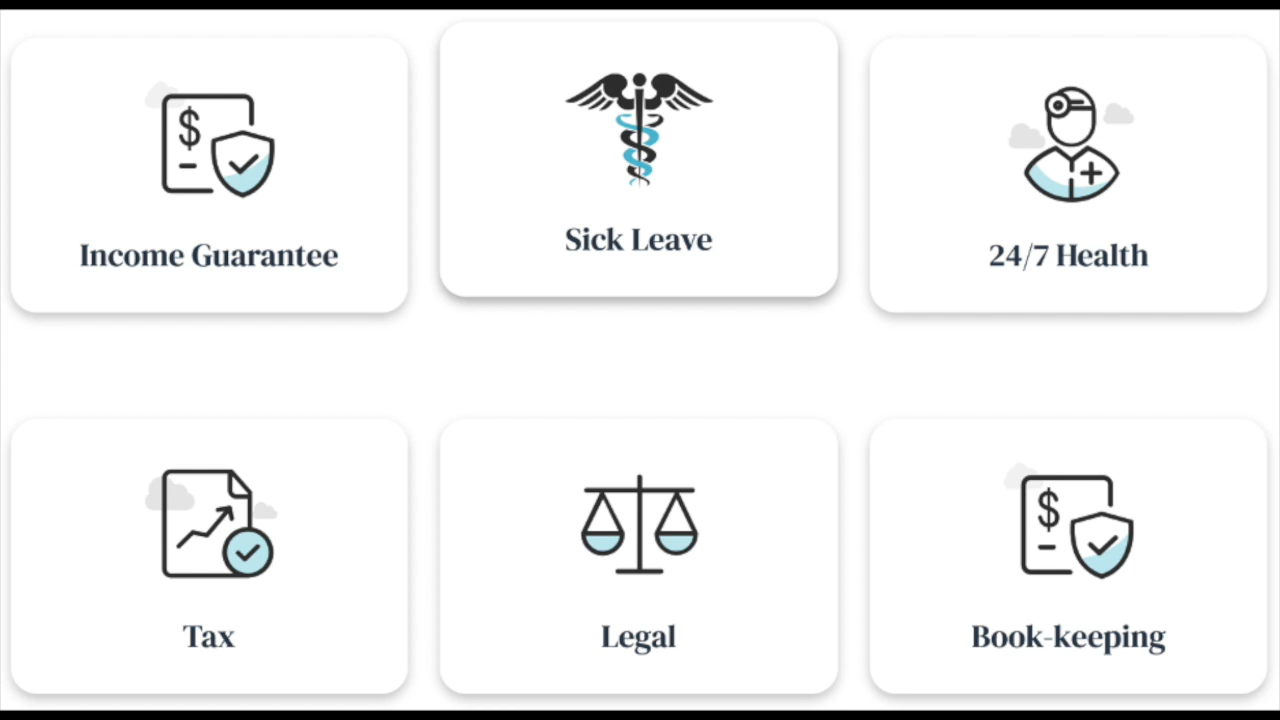 Income Guarantee
Sick Leave
24/7 Health
Tax
Legal
Book-keeping